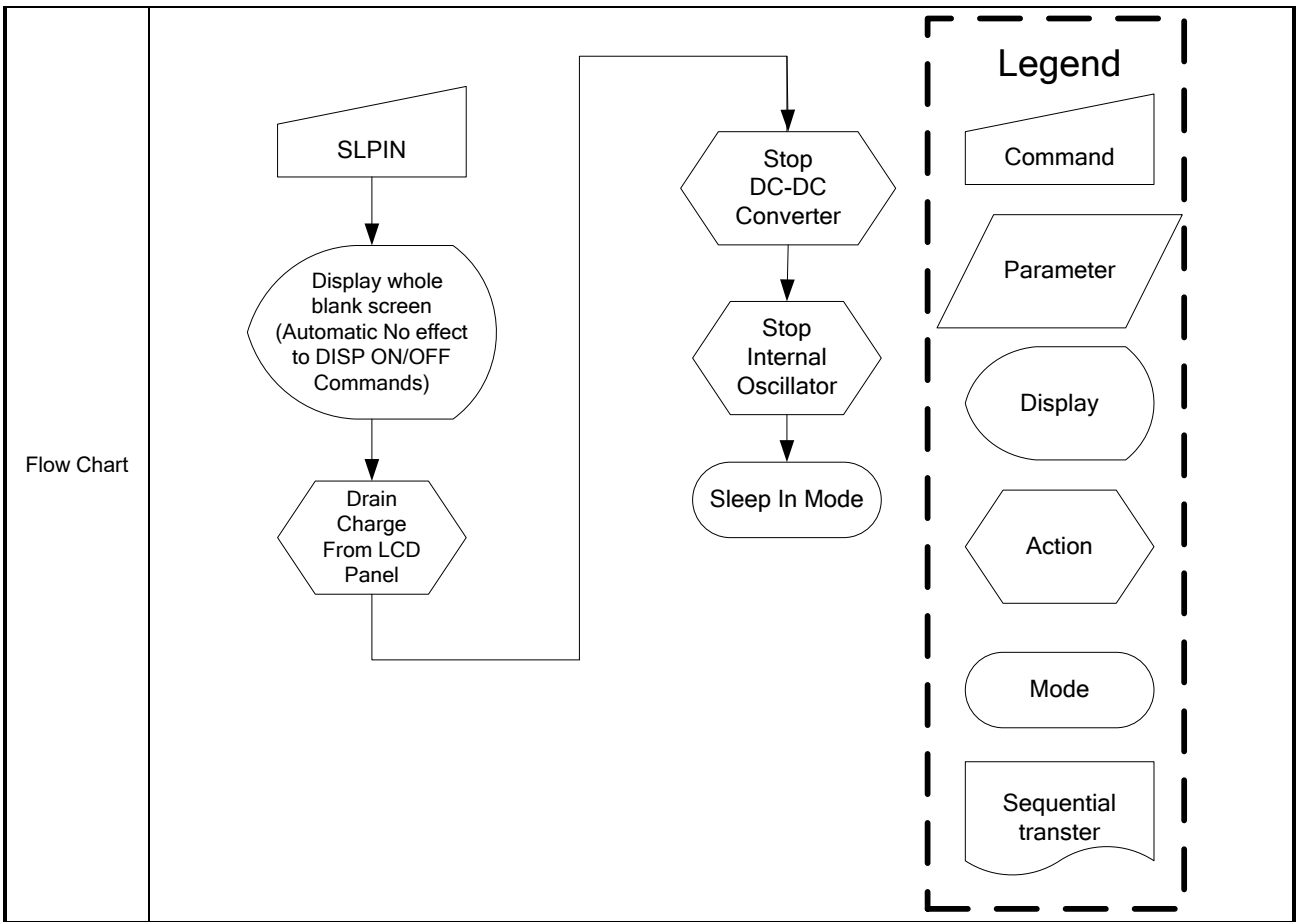 Flow Chart
SLPIN
Display whole
blank screen
(Automatic No effect
to DISP ON/OFF
Commands)
Drain
Charge
From LCD
Panel
Stop
DC-DC
Converter
Stop
Internal
Oscillator
Sleep In Mode
Legend
Command
Parameter
Display
Action
Mode
Sequential
transter